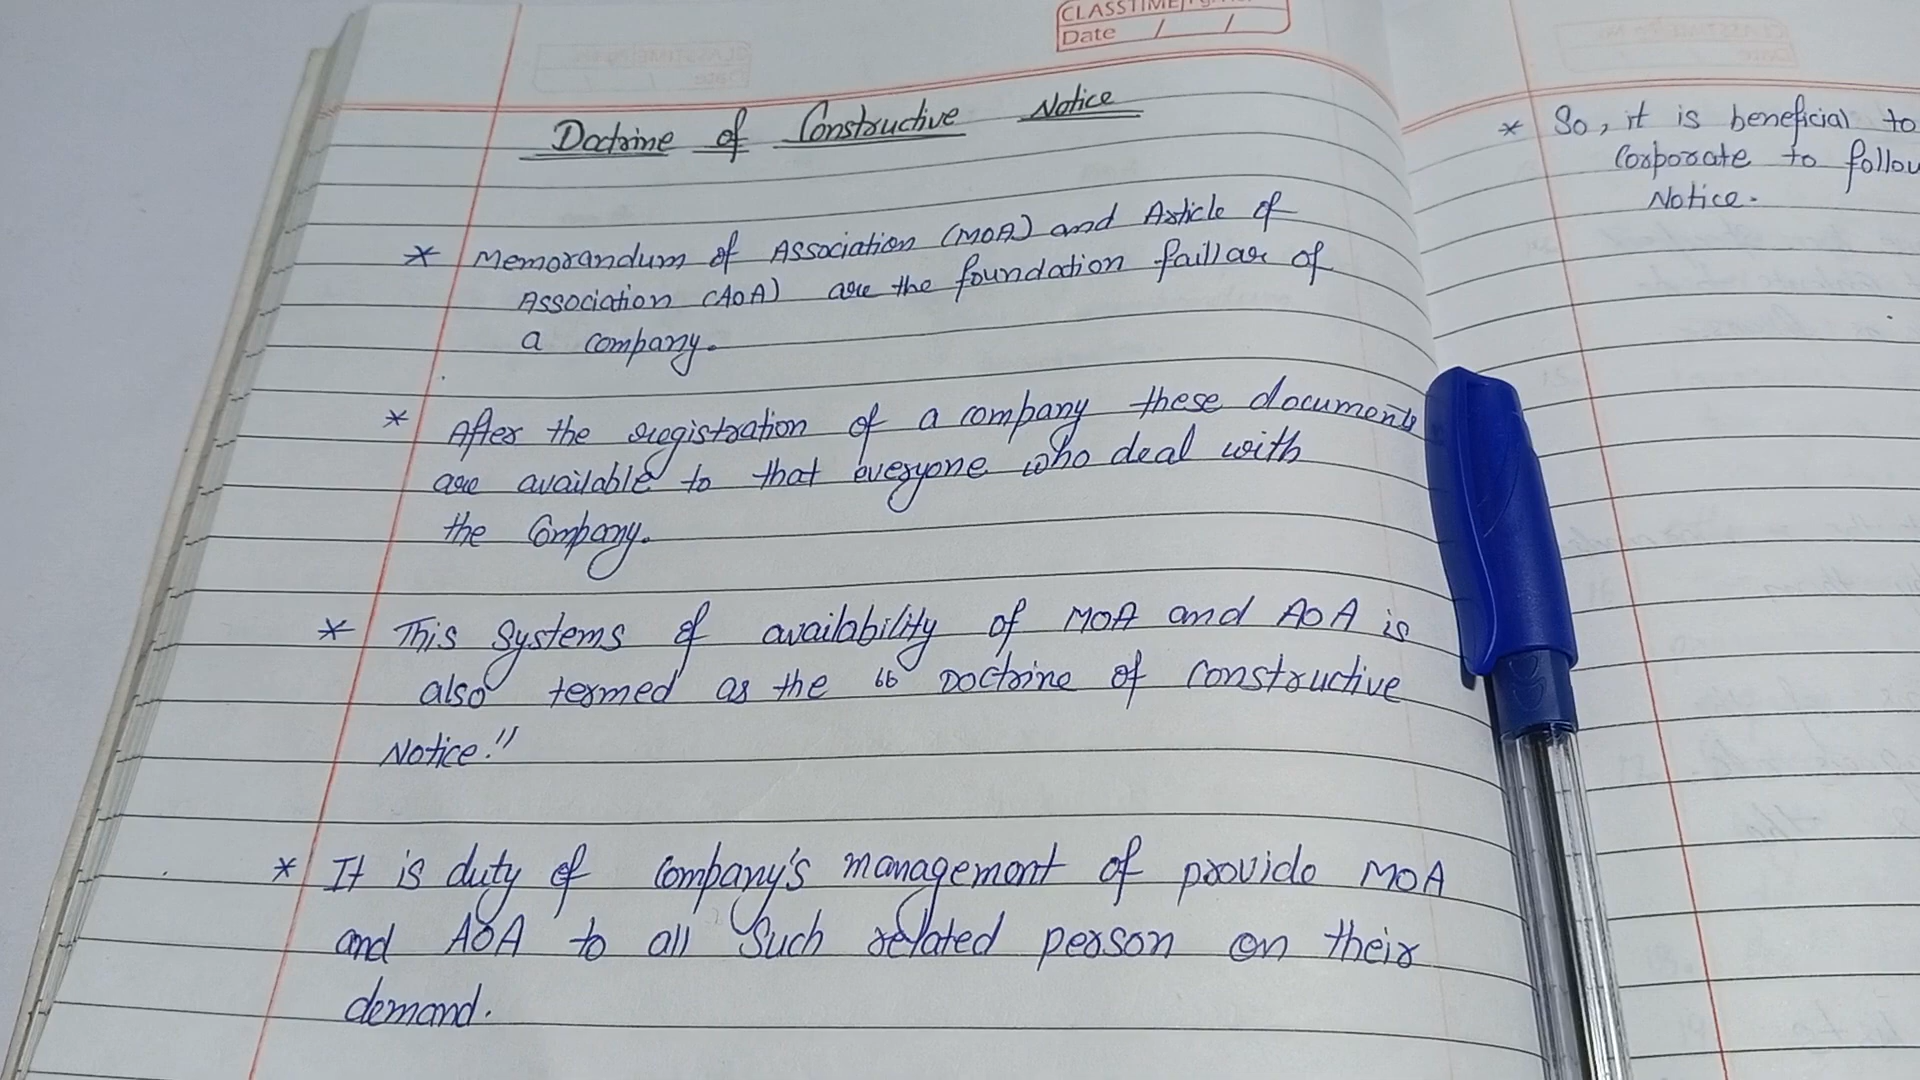 CLASSTIME
Date / /
Doctrine of Constructive Notice
* Memorandum of Association (MOA) and Article of
Association (AOA) are the foundation faillar of
a company.
* After the registration of a company these documents
are available to that everyone who deal with
the Company.
* This Systems of availability of MOA and AOA is
also termed as the “ Doctrine of constructive
Notice."
* It is duty of Company's management of provide MOA
and AOA to all Such related person on their
demand.
* So, it is beneficial to
Corporate to follow
Notice.